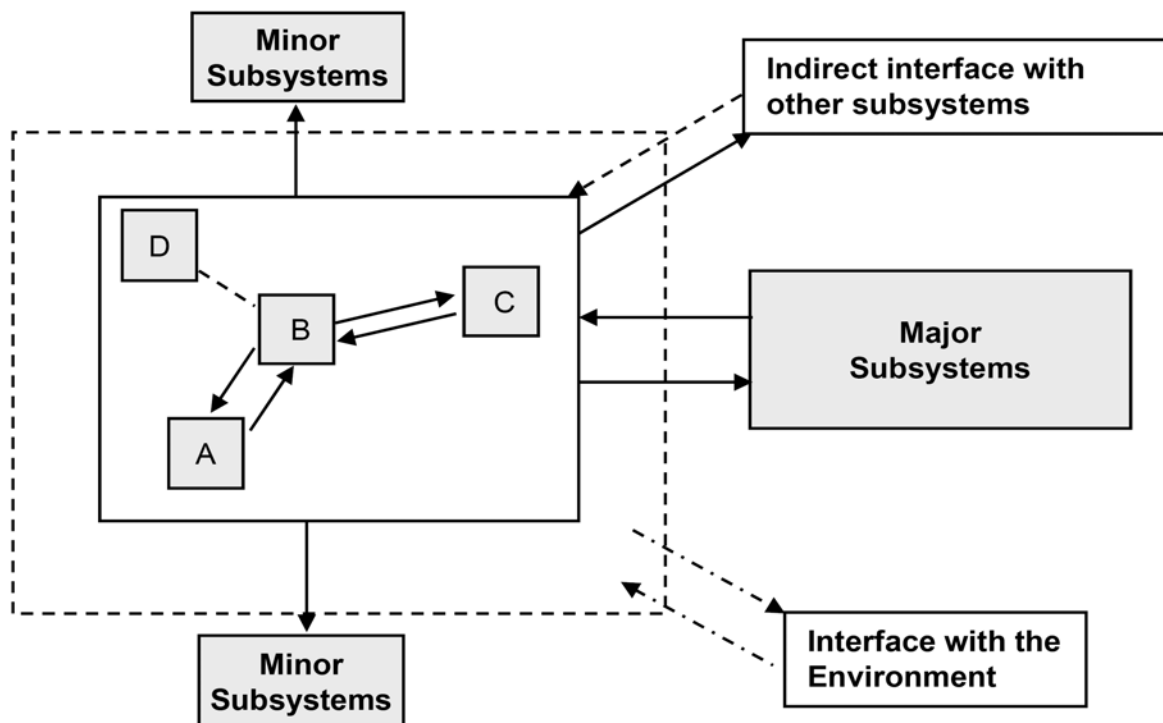 Minor
Subsystems
Indirect interface with
other subsystems
D
C
B
Major
Subsystems
A
Interface with the
Environment
Minor
Subsystems